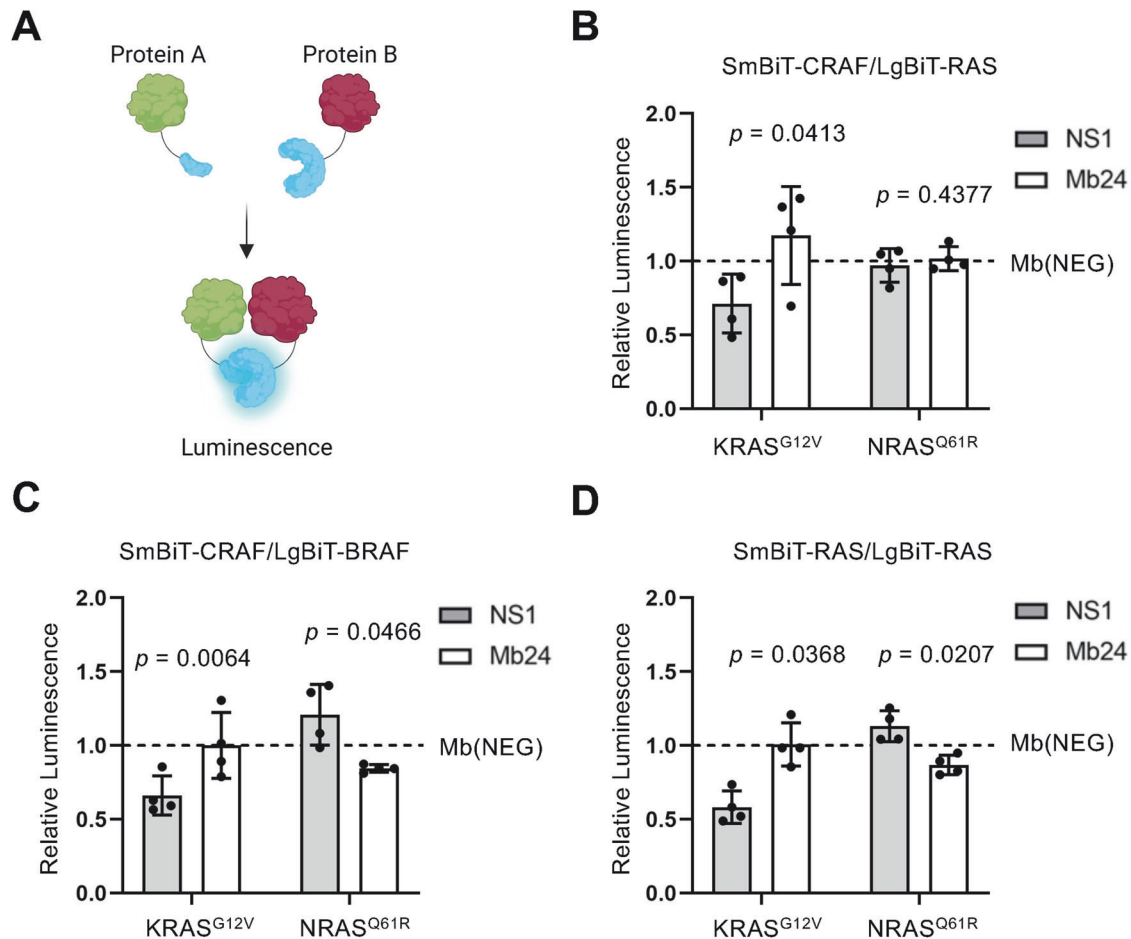 A
Protein A
Protein B
Luminescence
B
SmBiT-CRAF/LgBiT-RAS
Relative Luminescence
2.0
1.5
1.0
0.5
0.0
p = 0.0413
p = 0.4377
NS1
Mb24
Mb(NEG)
KRAS^G12V
NRAS^Q61R
C
SmBiT-CRAF/LgBiT-BRAF
Relative Luminescence
2.0
1.5
1.0
0.5
0.0
p = 0.0064
p = 0.0466
NS1
Mb24
Mb(NEG)
KRAS^G12V
NRAS^Q61R
D
SmBiT-RAS/LgBiT-RAS
Relative Luminescence
2.0
1.5
1.0
0.5
0.0
p = 0.0368
p = 0.0207
NS1
Mb24
Mb(NEG)
KRAS^G12V
NRAS^Q61R